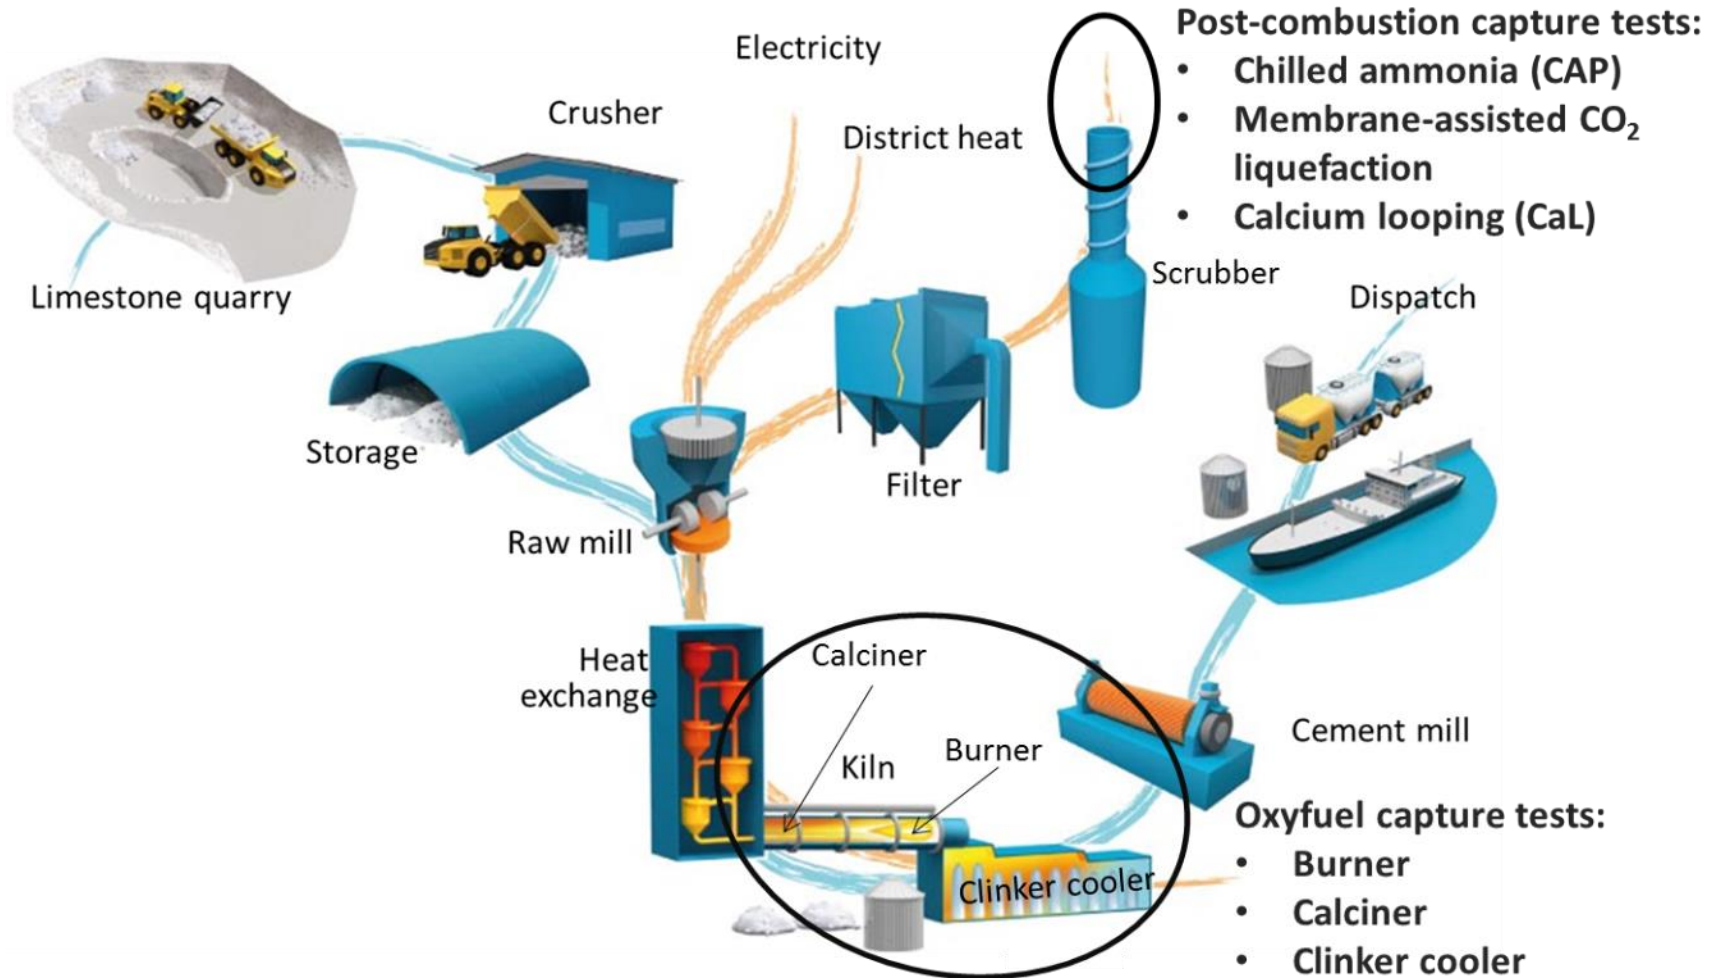 Post-combustion capture tests:
• Chilled ammonia (CAP)
• Membrane-assisted CO₂
liquefaction
• Calcium looping (CaL)
Electricity
Crusher
District heat
Scrubber
Limestone quarry
Dispatch
Storage
Filter
Raw mill
Heat
exchange
Calciner
Kiln
Burner
Cement mill
Clinker cooler
Oxyfuel capture tests:
• Burner
• Calciner
• Clinker cooler